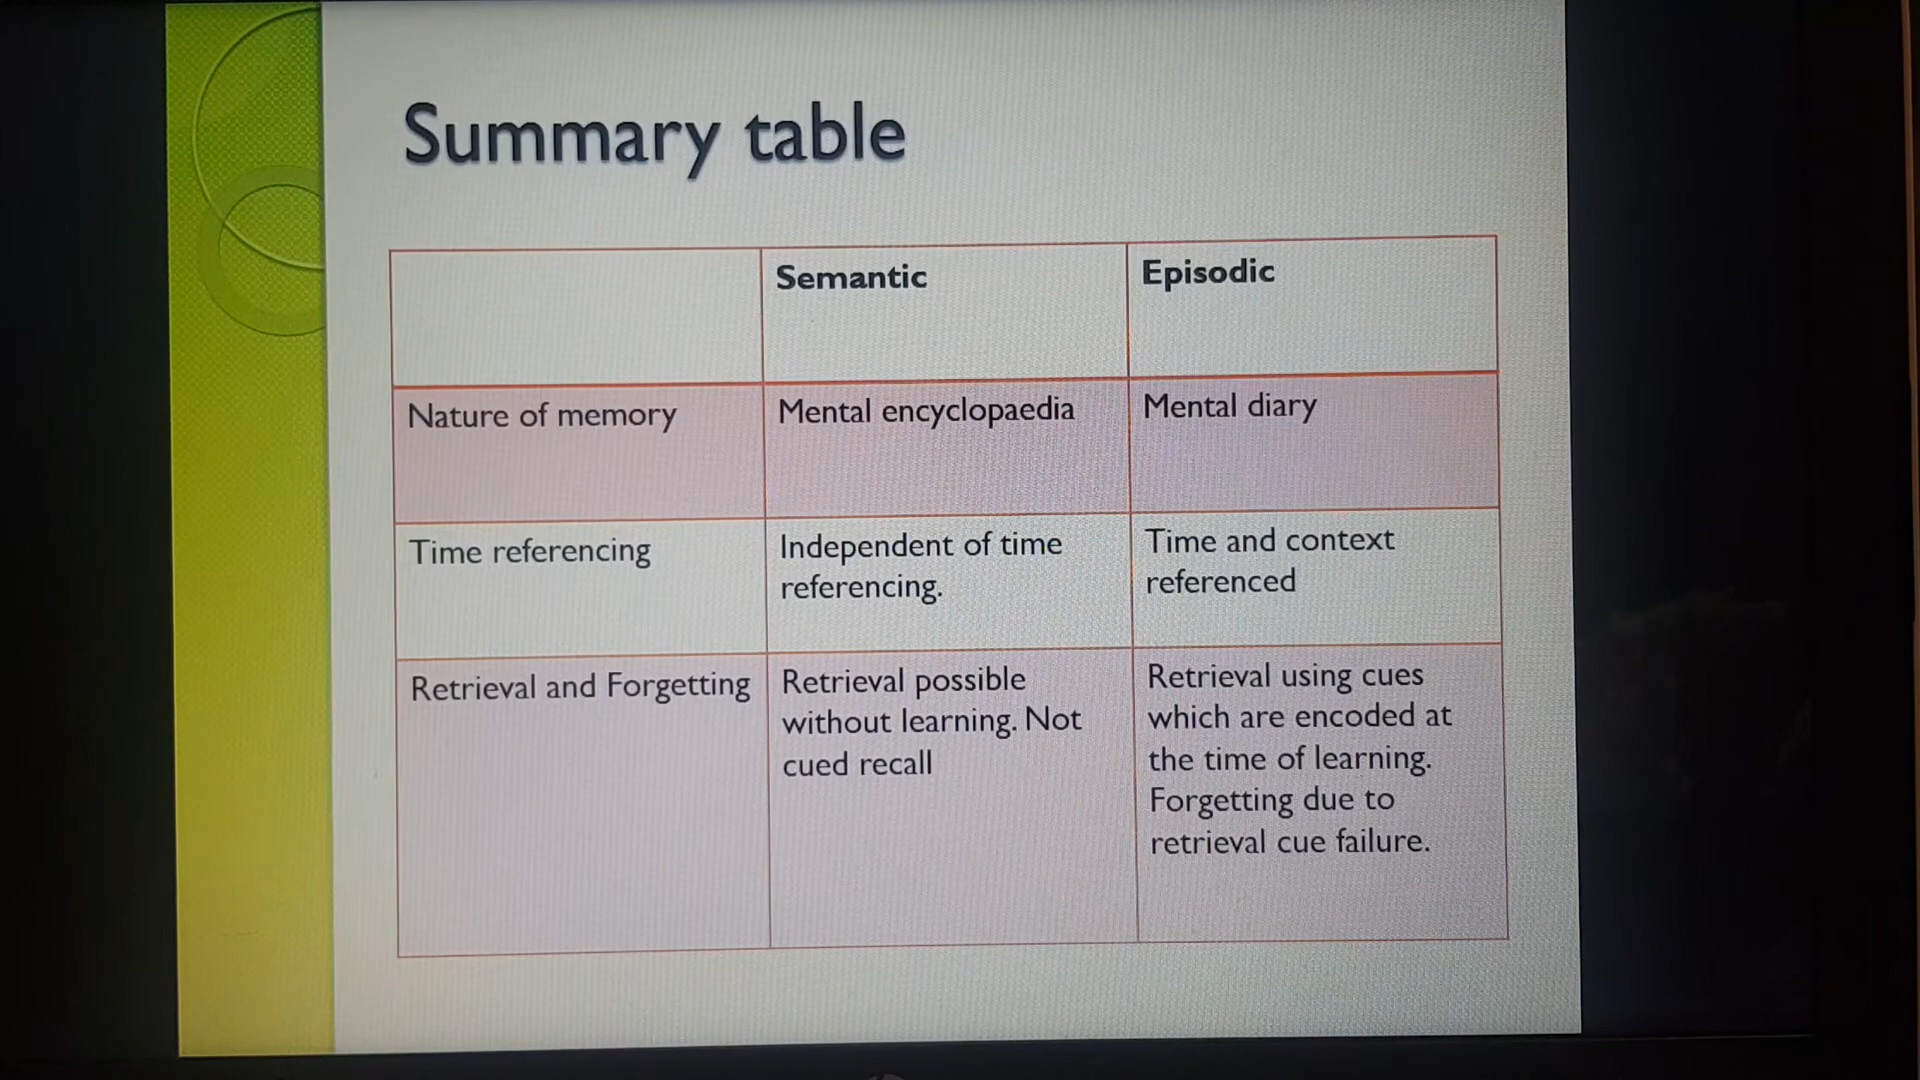 Summary table
Semantic
Episodic
Nature of memory
Mental encyclopaedia
Mental diary
Time referencing
Independent of time
referencing.
Time and context
referenced
Retrieval and Forgetting
Retrieval possible
without learning. Not
cued recall
Retrieval using cues
which are encoded at
the time of learning.
Forgetting due to
retrieval cue failure.